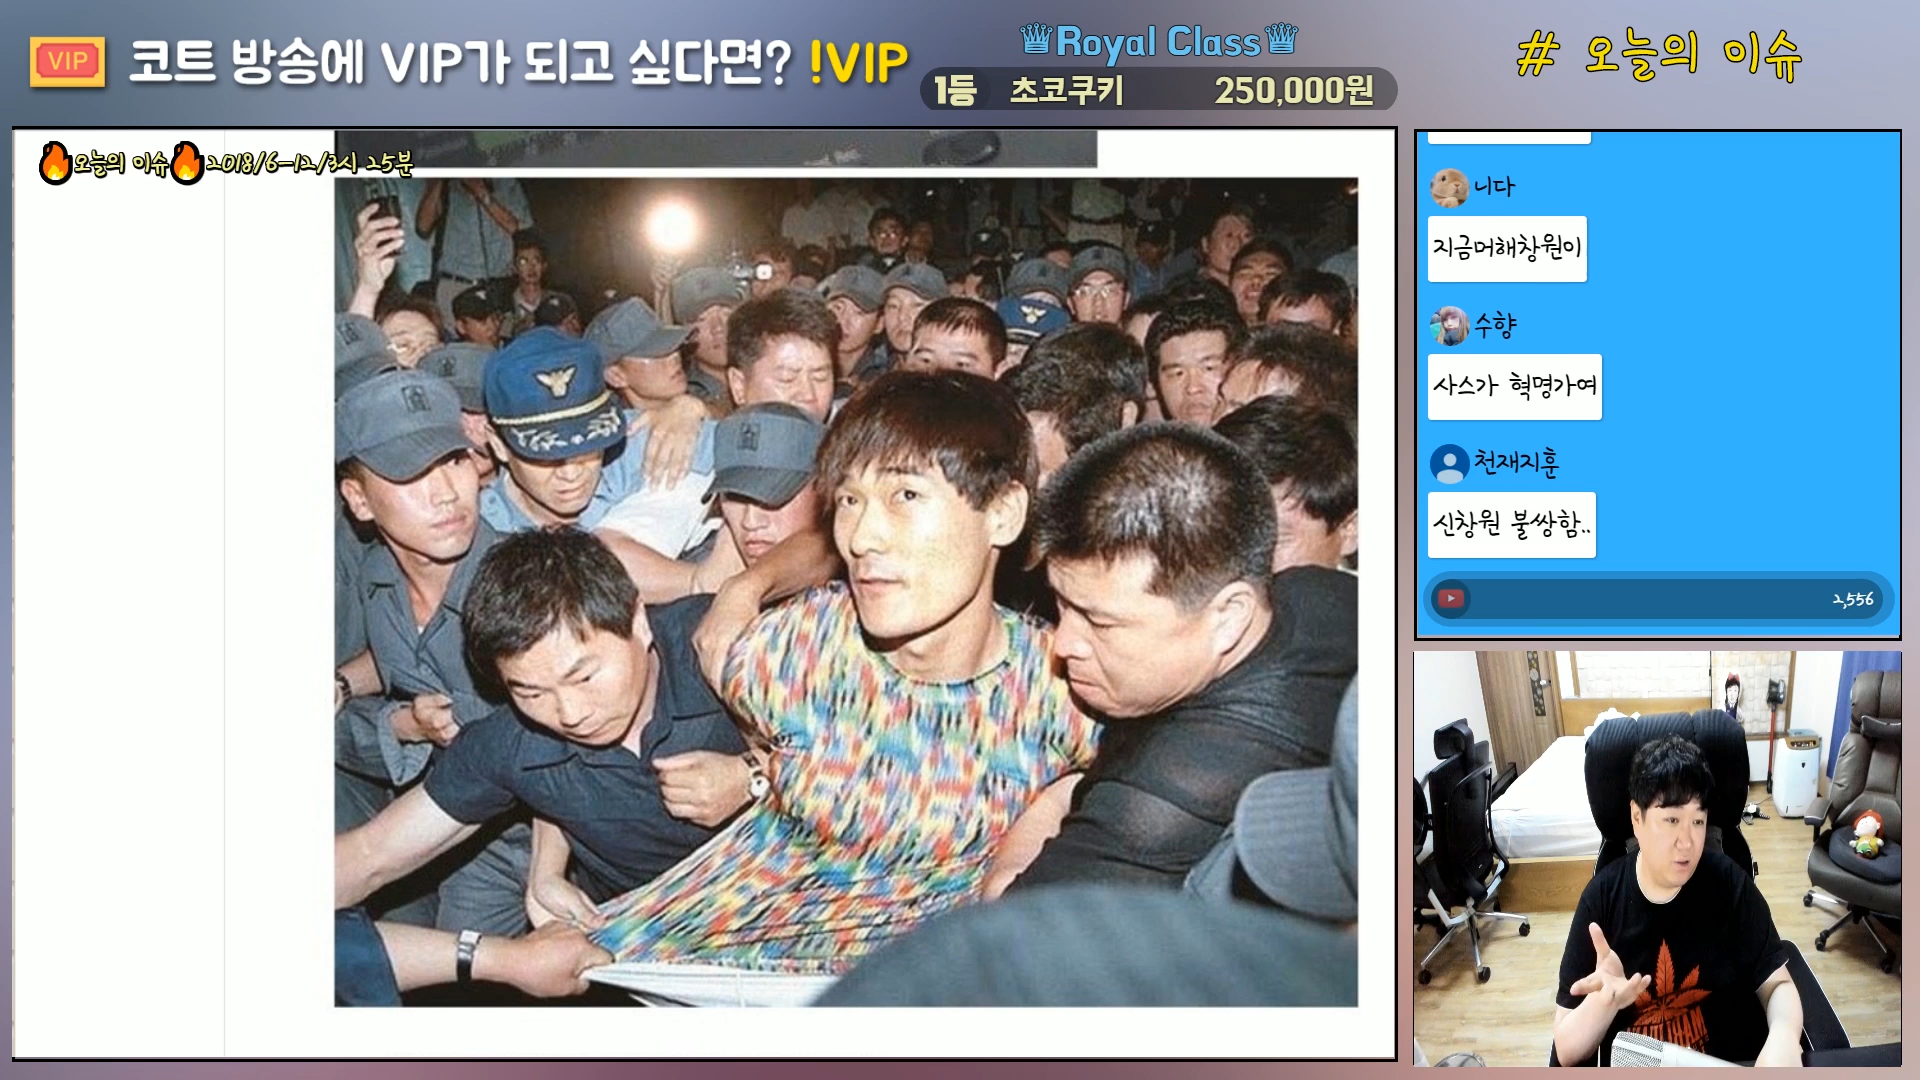 VIP 코트 방송에 VIP가 되고 싶다면? !VIP
Royal Class
1등 초코쿠키 250,000원
# 오늘의 이슈
오늘의 이슈 2018/6-12/3시 25분
니다
지금머해창원이
수향
사스가 혁명가여
천재지훈
신창원 불쌍함..
2,556